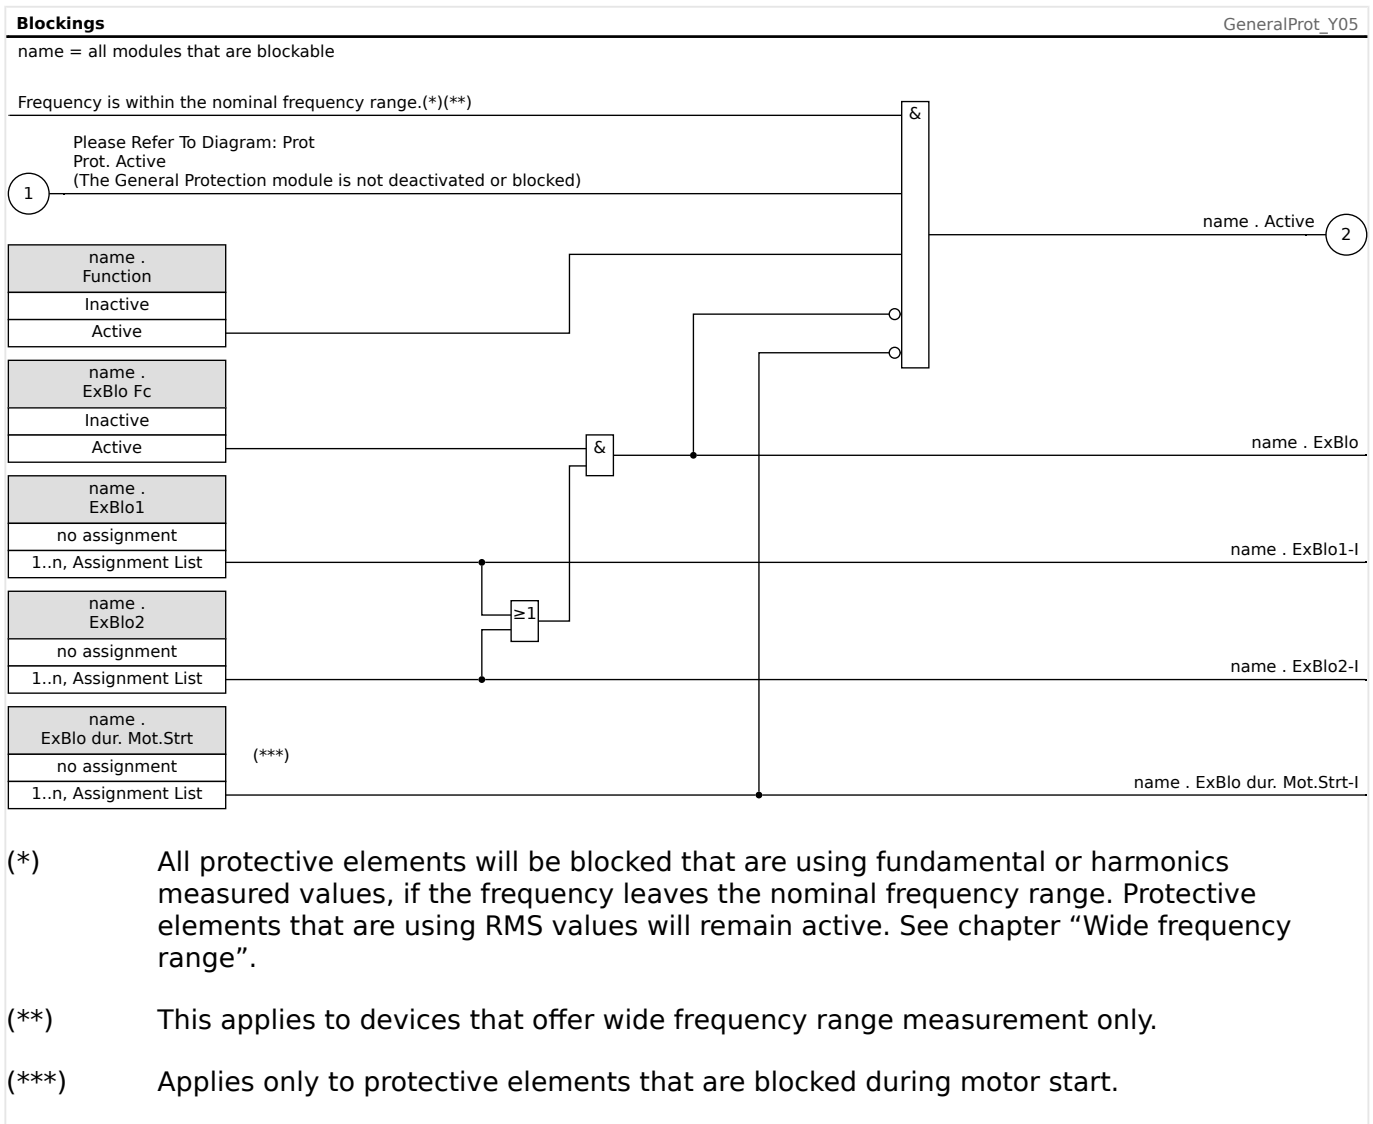 Blockings
GeneralProt_Y05
name = all modules that are blockable
Frequency is within the nominal frequency range.(*)(**)
&
Please Refer To Diagram: Prot
Prot. Active
(The General Protection module is not deactivated or blocked)
1
name . Active
2
name .
Function
Inactive
Active
name .
ExBlo Fc
Inactive
Active
&
name . ExBlo
name .
ExBlo1
no assignment
1..n, Assignment List
name . ExBlo1-I
name .
ExBlo2
no assignment
1..n, Assignment List
≥1
name . ExBlo2-I
name .
ExBlo dur. Mot.Strt
no assignment
1..n, Assignment List
(***)
name . ExBlo dur. Mot.Strt-I
(*) All protective elements will be blocked that are using fundamental or harmonics
measured values, if the frequency leaves the nominal frequency range. Protective
elements that are using RMS values will remain active. See chapter “Wide frequency
range”.
(**) This applies to devices that offer wide frequency range measurement only.
(***) Applies only to protective elements that are blocked during motor start.